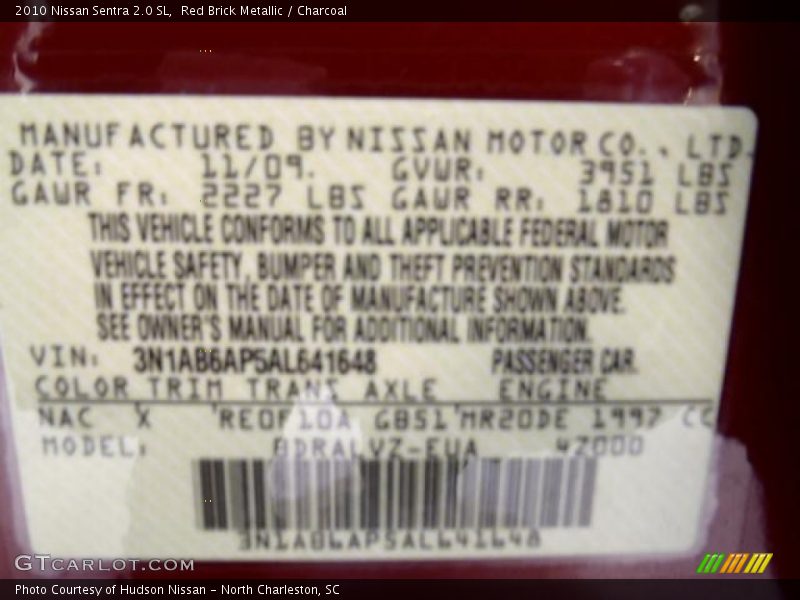 2010 Nissan Sentra 2.0 SL,  Red Brick Metallic / Charcoal
MANUFACTURED BY NISSAN MOTOR CO., LTD.
DATE: 11/09. GVWR: 3951 LBS
GAWR FR: 2227 LBS GAWR RR: 1810 LBS
THIS VEHICLE CONFORMS TO ALL APPLICABLE FEDERAL MOTOR
VEHICLE SAFETY, BUMPER AND THEFT PREVENTION STANDARDS
IN EFFECT ON THE DATE OF MANUFACTURE SHOWN ABOVE.
SEE OWNER'S MANUAL FOR ADDITIONAL INFORMATION.
VIN: 3N1AB6AP5AL641648 PASSENGER CAR.
COLOR TRIM TRANS AXLE ENGINE
NAC X RE0F10A GB51 MR20DE 1997 CC
MODEL: BDRALVZ-EUA 4Z000
3N1AB6AP5AL641648
GTCARLOT.COM
Photo Courtesy of Hudson Nissan – North Charleston, SC